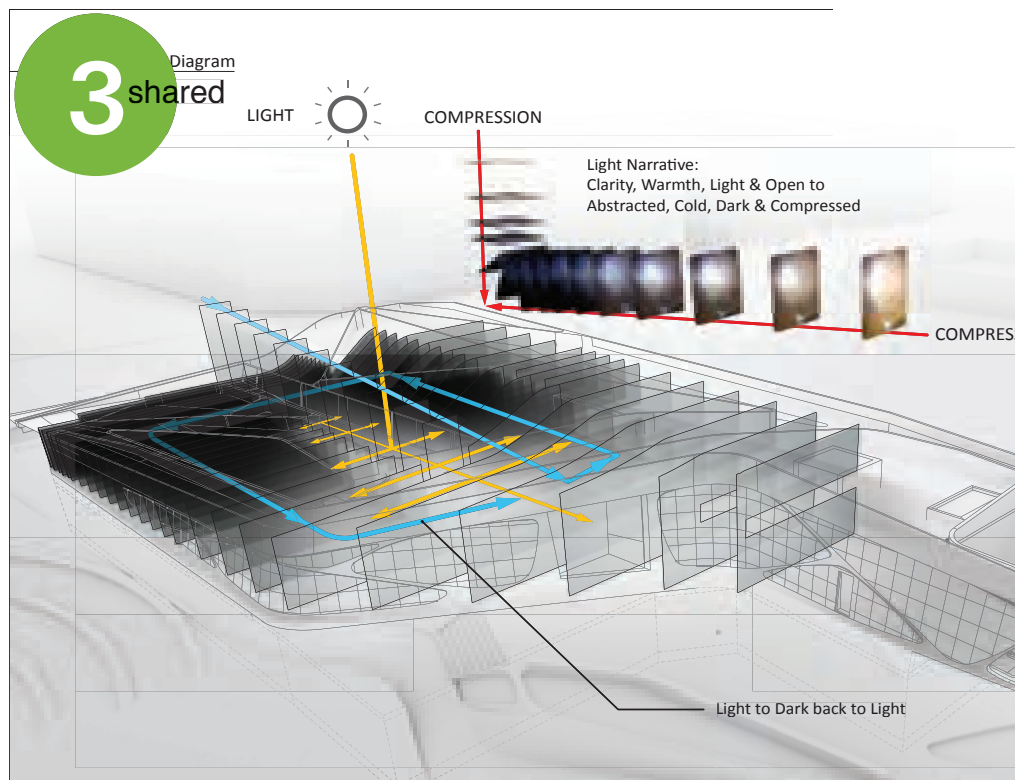 3
Diagram
shared
LIGHT
COMPRESSION
Light Narrative:
Clarity, Warmth, Light & Open to
Abstracted, Cold, Dark & Compressed
COMPRESS
Light to Dark back to Light